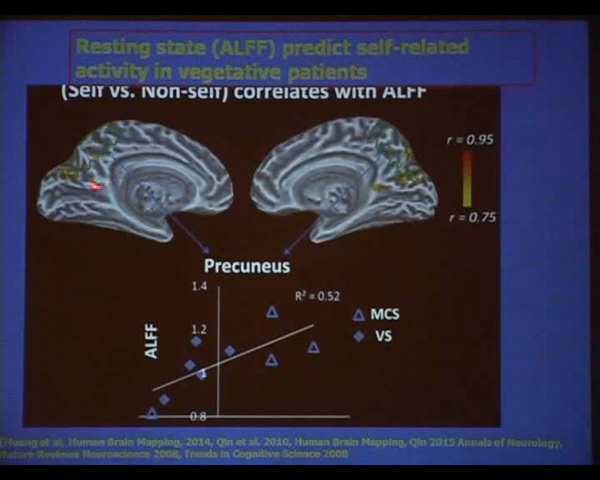 Resting state (ALFF) predict self-related
activity in vegetative patients
(Self vs. Non-self) correlates with ALFF
r = 0.95
r = 0.75
Precuneus
1.4
R² = 0.52
MCS
ALFF
1.2
VS
1
0.8
(Huang et al, Human Brain Mapping, 2014, Qin et al. 2010, Human Brain Mapping, Qin 2015 Annals of Neurology,
Nature Reviews Neuroscience 2008, Trends in Cognitive Science 2008